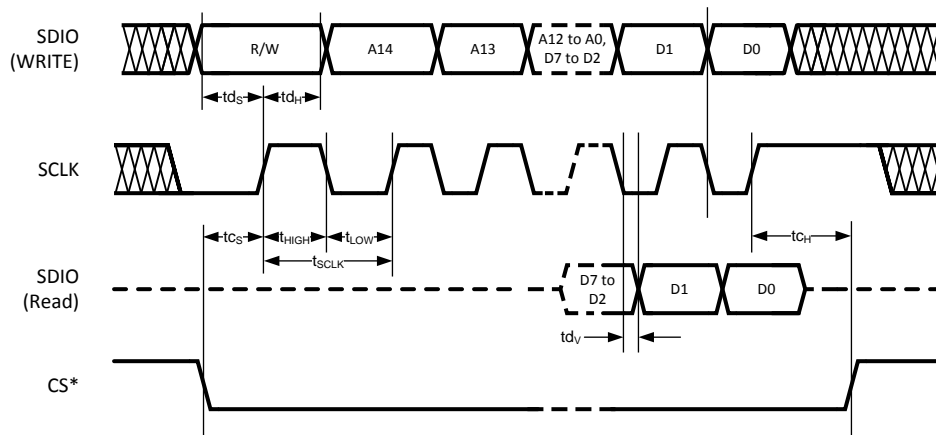 SDIO
(WRITE)
R/W
A14
A13
A12 to A0,
D7 to D2
D1
D0
tdS
tdH
SCLK
tcS
tHIGH
tLOW
tcH
tSCLK
SDIO
(Read)
D7 to
D2
D1
D0
tdV
CS*